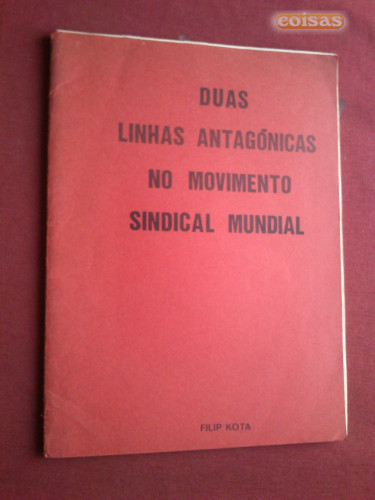 coisas
DUAS
LINHAS ANTAGÓNICAS
NO MOVIMENTO
SINDICAL MUNDIAL
FILIP KOTA